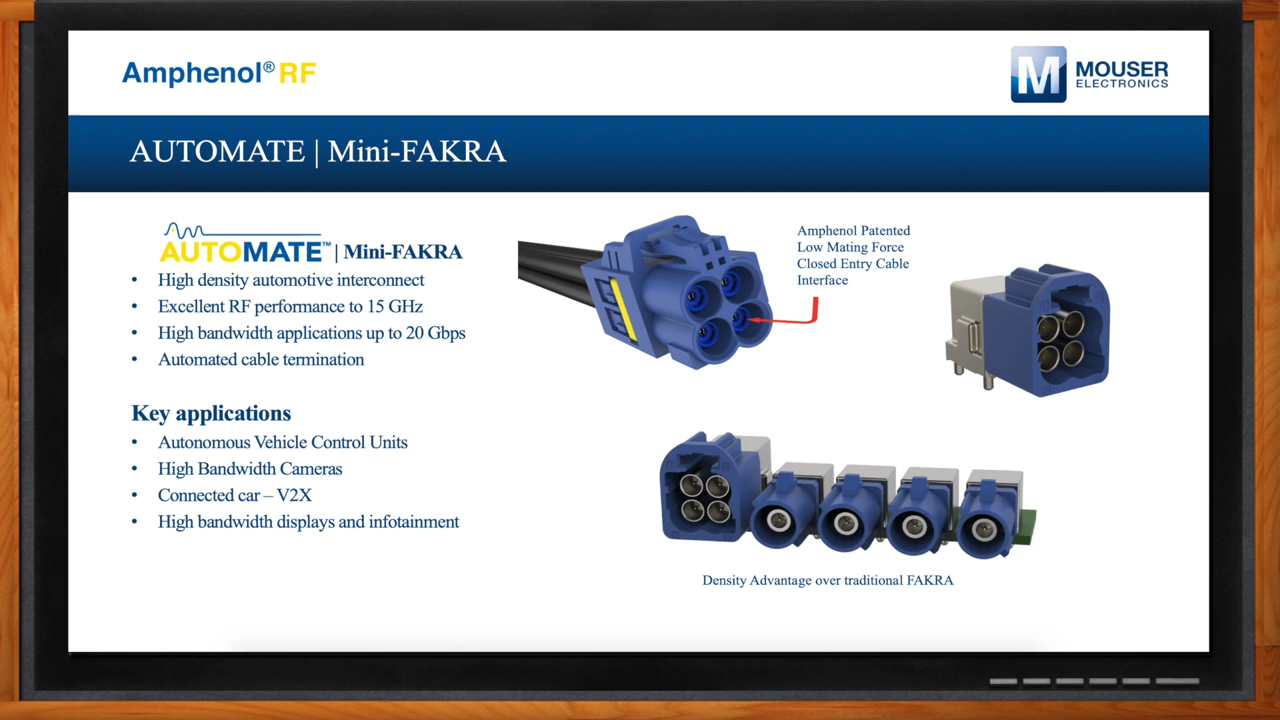 Amphenol® RF
M MOUSER
ELECTRONICS
AUTOMATE | Mini-FAKRA
AUTOMATE™ | Mini-FAKRA
• High density automotive interconnect
• Excellent RF performance to 15 GHz
• High bandwidth applications up to 20 Gbps
• Automated cable termination
Key applications
• Autonomous Vehicle Control Units
• High Bandwidth Cameras
• Connected car – V2X
• High bandwidth displays and infotainment
Amphenol Patented
Low Mating Force
Closed Entry Cable
Interface
Density Advantage over traditional FAKRA